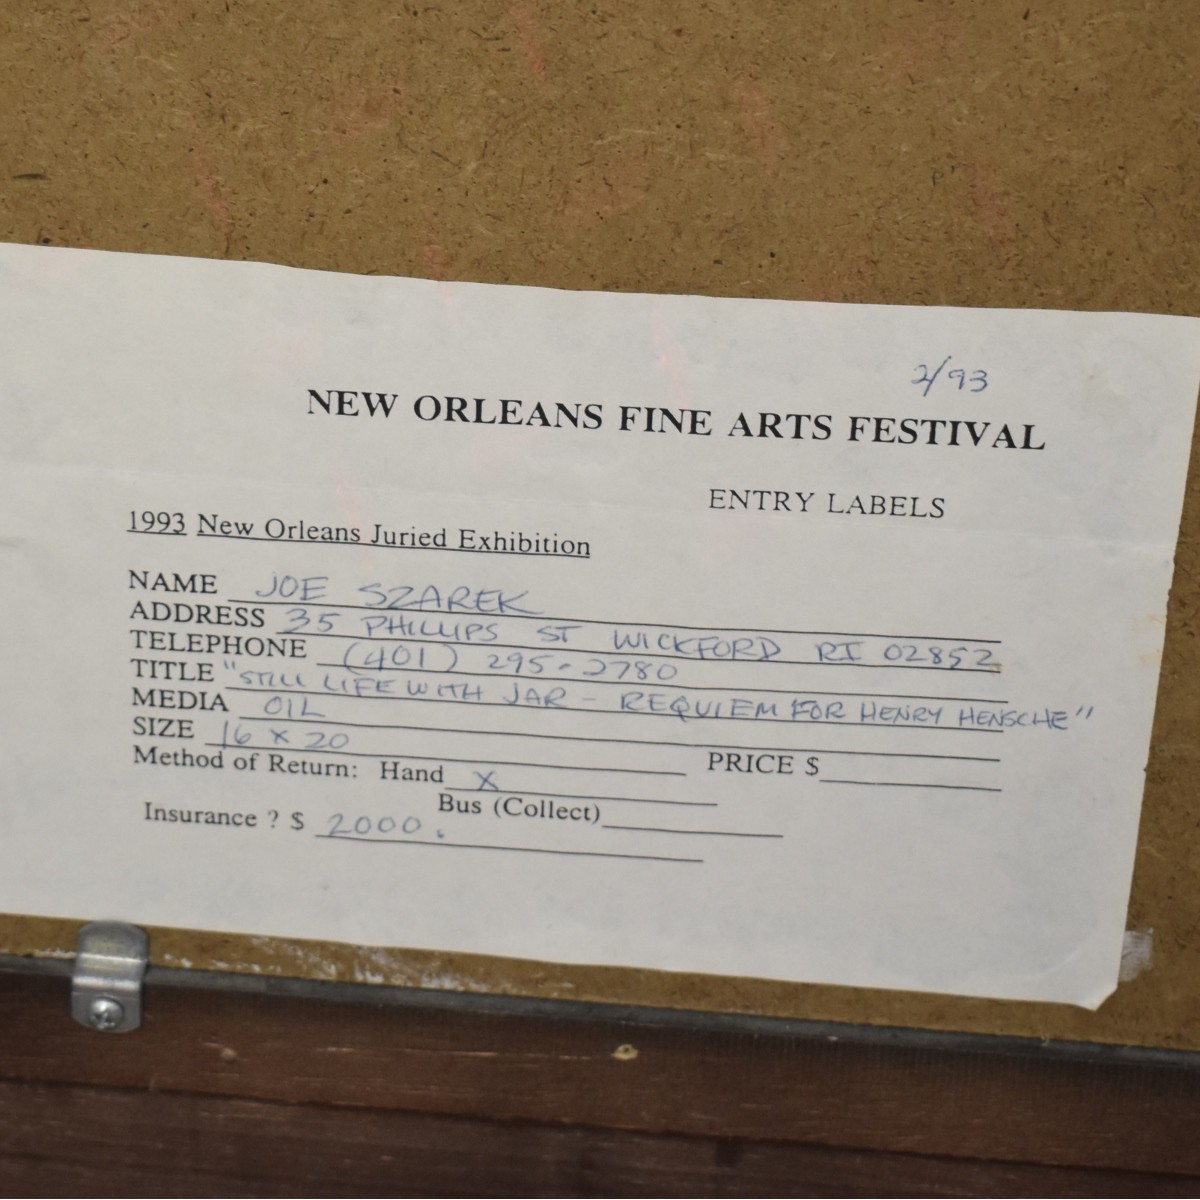 2/93
NEW ORLEANS FINE ARTS FESTIVAL
ENTRY LABELS
1993 New Orleans Juried Exhibition
NAME JOE SZAREK
ADDRESS 35 PHILLIPS ST WICKFORD RI 02852
TELEPHONE (401) 295-2780
TITLE "STILL LIFE WITH JAR - REQUIEM FOR HENRY HENSCHE"
MEDIA OIL
SIZE 16 x 20
PRICE $
Method of Return: Hand X
Bus (Collect)
Insurance ? $ 2000.